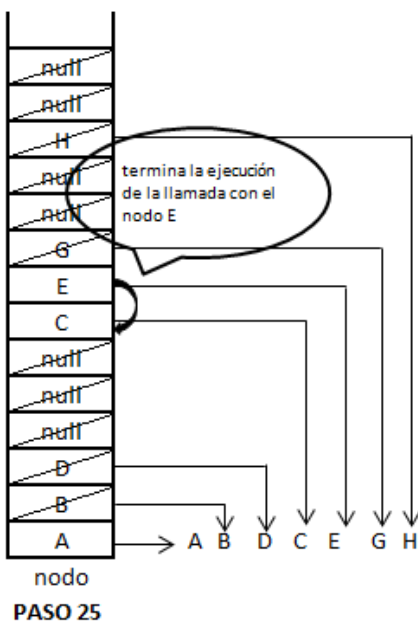 null
null
H
null
termina la ejecución
de la llamada con el
null
nodo E
G
E
C
null
null
null
D
B
A
A B D C E G H
nodo
PASO 25